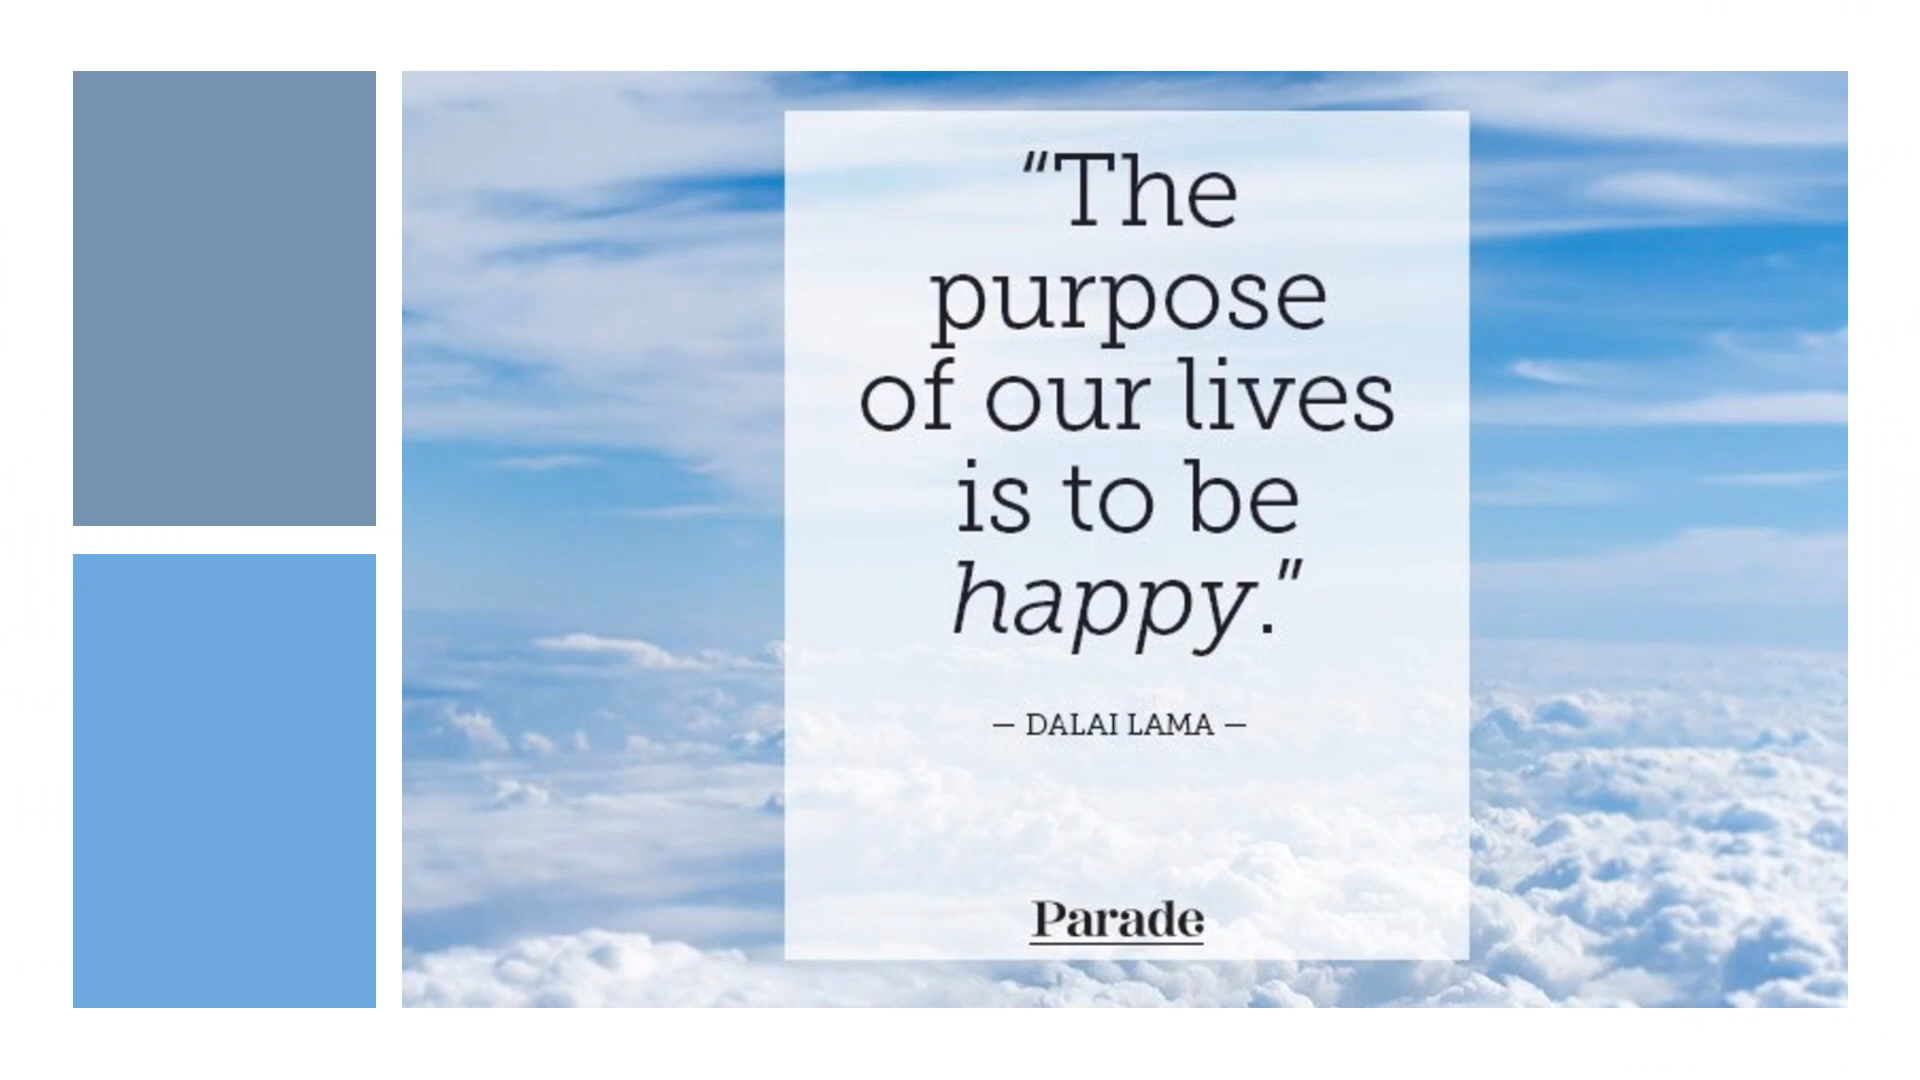 “The
purpose
of our lives
is to be
happy.”
— DALAI LAMA —
Parade